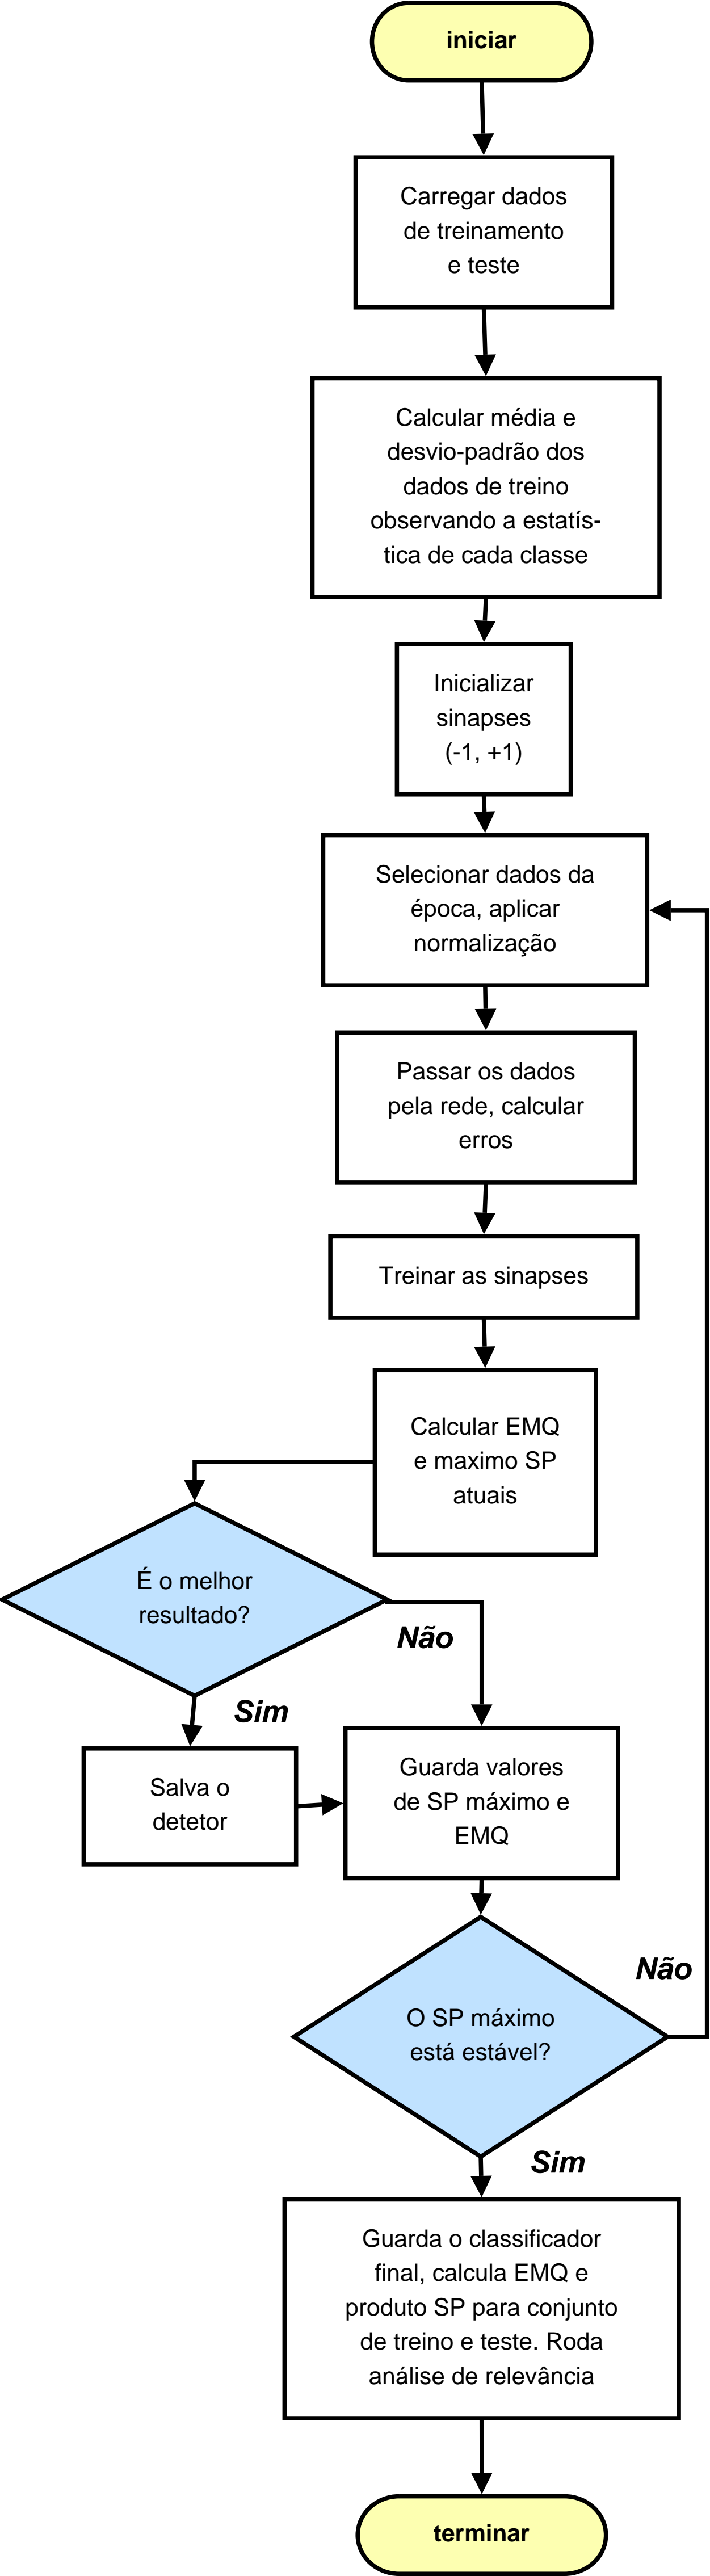 iniciar
Carregar dados
de treinamento
e teste
Calcular média e
desvio-padrão dos
dados de treino
observando a estatís-
tica de cada classe
Inicializar
sinapses
(-1, +1)
Selecionar dados da
época, aplicar
normalização
Passar os dados
pela rede, calcular
erros
Treinar as sinapses
Calcular EMQ
e maximo SP
atuais
É o melhor
resultado?
Não
Sim
Salva o
detetor
Guarda valores
de SP máximo e
EMQ
Não
O SP máximo
está estável?
Sim
Guarda o classificador
final, calcula EMQ e
produto SP para conjunto
de treino e teste. Roda
análise de relevância
terminar